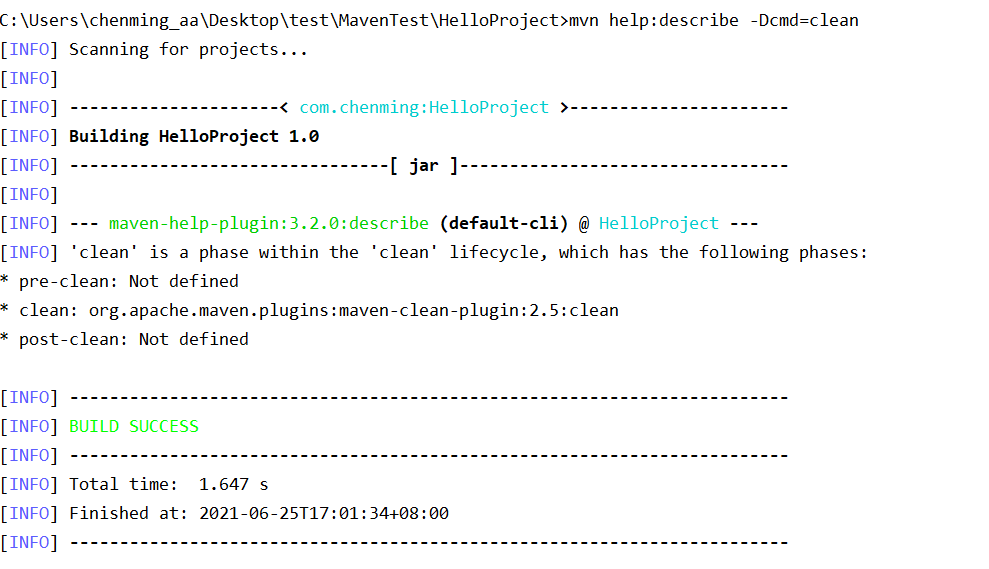 C:\Users\chenming_aa\Desktop\test\MavenTest\HelloProject>mvn help:describe -Dcmd=clean
[INFO] Scanning for projects...
[INFO]
[INFO] ---------------------< com.chenming:HelloProject >----------------------
[INFO] Building HelloProject 1.0
[INFO] --------------------------------[ jar ]---------------------------------
[INFO]
[INFO] --- maven-help-plugin:3.2.0:describe (default-cli) @ HelloProject ---
[INFO] 'clean' is a phase within the 'clean' lifecycle, which has the following phases:
* pre-clean: Not defined
* clean: org.apache.maven.plugins:maven-clean-plugin:2.5:clean
* post-clean: Not defined
[INFO] ------------------------------------------------------------------------
[INFO] BUILD SUCCESS
[INFO] ------------------------------------------------------------------------
[INFO] Total time:  1.647 s
[INFO] Finished at: 2021-06-25T17:01:34+08:00
[INFO] ------------------------------------------------------------------------